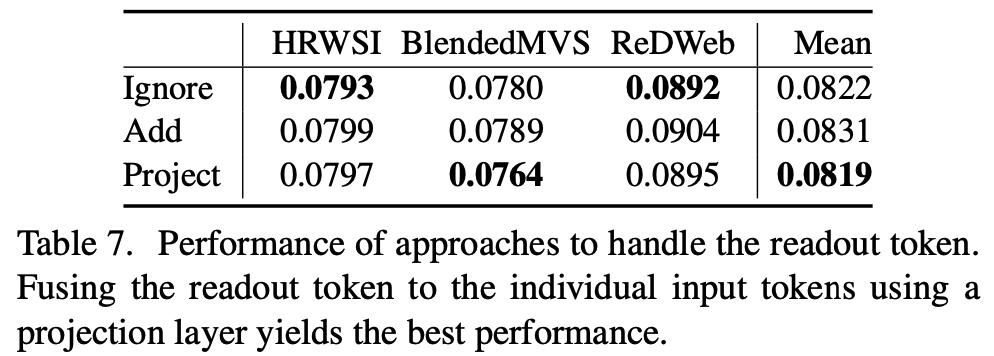 HRWSI BlendedMVS ReDWeb Mean
Ignore 0.0793 0.0780 0.0892 0.0822
Add 0.0799 0.0789 0.0904 0.0831
Project 0.0797 0.0764 0.0895 0.0819
Table 7. Performance of approaches to handle the readout token.
Fusing the readout token to the individual input tokens using a
projection layer yields the best performance.